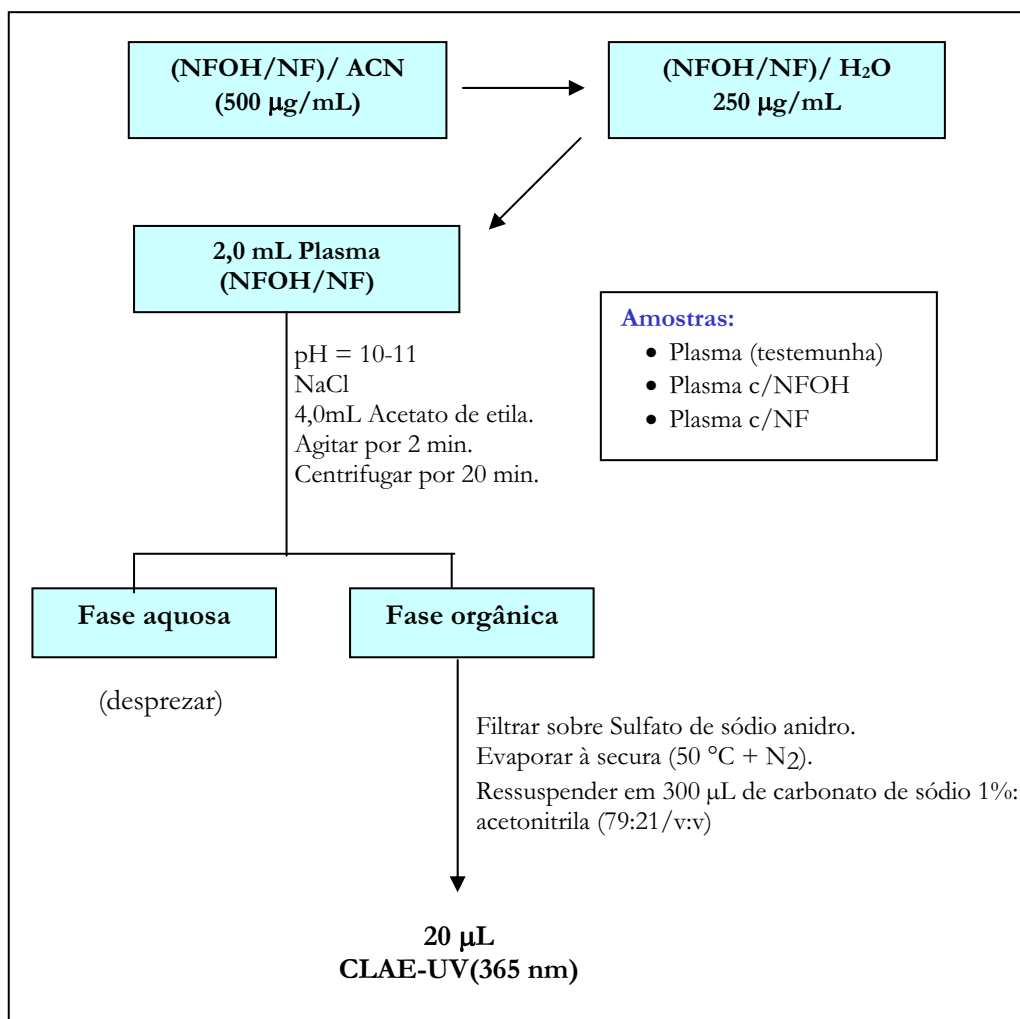 (NFOH/NF)/ ACN
(500 µg/mL)
(NFOH/NF)/ H₂O
250 µg/mL
2,0 mL Plasma
(NFOH/NF)
Amostras:
• Plasma (testemunha)
• Plasma c/NFOH
• Plasma c/NF
pH = 10-11
NaCl
4,0mL Acetato de etila.
Agitar por 2 min.
Centrifugar por 20 min.
Fase aquosa
Fase orgânica
(desprezar)
Filtrar sobre Sulfato de sódio anidro.
Evaporar à secura (50 °C + N2).
Ressuspender em 300 µL de carbonato de sódio 1%:
acetonitrila (79:21/v:v)
20 µL
CLAE-UV(365 nm)